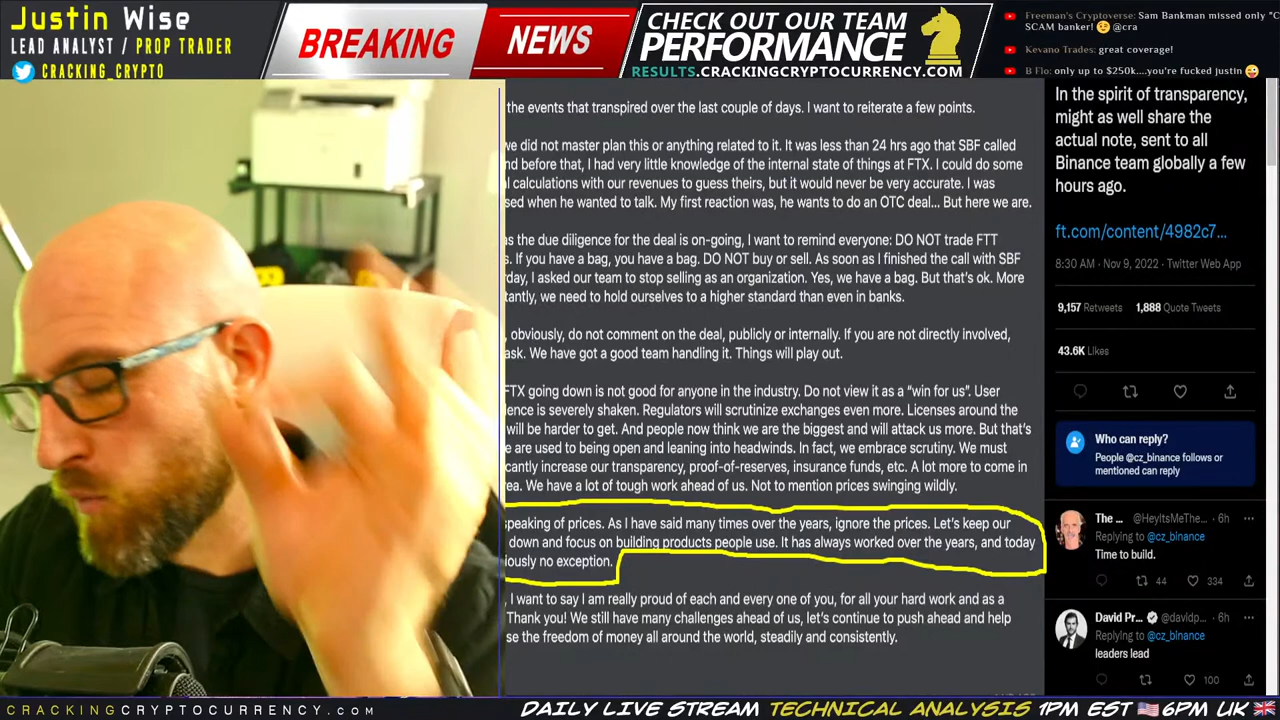 Justin Wise
LEAD ANALYST / PROP TRADER
CRACKING_CRYPTO
BREAKING
NEWS
CHECK OUT OUR TEAM
PERFORMANCE
RESULTS.CRACKINGCRYPTOCURRENCY.COM
Freeman's Cryptoverse: Sam Bankman missed only "C
SCAM banker! @cra
Kevano Trades: great coverage!
B Flo: only up to $250k...you're fucked justin
the events that transpired over the last couple of days. I want to reiterate a few points.
we did not master plan this or anything related to it. It was less than 24 hrs ago that SBF called
nd before that, I had very little knowledge of the internal state of things at FTX. I could do some
l calculations with our revenues to guess theirs, but it would never be very accurate. I was
sed when he wanted to talk. My first reaction was, he wants to do an OTC deal... But here we are.
as the due diligence for the deal is on-going, I want to remind everyone: DO NOT trade FTT
s. If you have a bag, you have a bag. DO NOT buy or sell. As soon as I finished the call with SBF
rday, I asked our team to stop selling as an organization. Yes, we have a bag. But that's ok. More
tantly, we need to hold ourselves to a higher standard than even in banks.
, obviously, do not comment on the deal, publicly or internally. If you are not directly involved,
ask. We have got a good team handling it. Things will play out.
FTX going down is not good for anyone in the industry. Do not view it as a “win for us”. User
ence is severely shaken. Regulators will scrutinize exchanges even more. Licenses around the
will be harder to get. And people now think we are the biggest and will attack us more. But that's
e are used to being open and leaning into headwinds. In fact, we embrace scrutiny. We must
cantly increase our transparency, proof-of-reserves, insurance funds, etc. A lot more to come in
rea. We have a lot of tough work ahead of us. Not to mention prices swinging wildly.
speaking of prices. As I have said many times over the years, ignore the prices. Let's keep our
down and focus on building products people use. It has always worked over the years, and today
iously no exception.
, I want to say I am really proud of each and every one of you, for all your hard work and as a
Thank you! We still have many challenges ahead of us, let's continue to push ahead and help
se the freedom of money all around the world, steadily and consistently.
In the spirit of transparency,
might as well share the
actual note, sent to all
Binance team globally a few
hours ago.
ft.com/content/4982c7...
8:30 AM · Nov 9, 2022 · Twitter Web App
9,157 Retweets 1,888 Quote Tweets
43.6K Likes
Who can reply?
People @cz_binance follows or
mentioned can reply
The ... @HeyItsMeThe... · 6h
Replying to @cz_binance
Time to build.
44 334
David Pr... @davidp... · 6h
Replying to @cz_binance
leaders lead
100
CRACKINGCRYPTOCURRENCY.COM DAILY LIVE STREAM TECHNICAL ANALYSIS 1PM EST 6PM UK